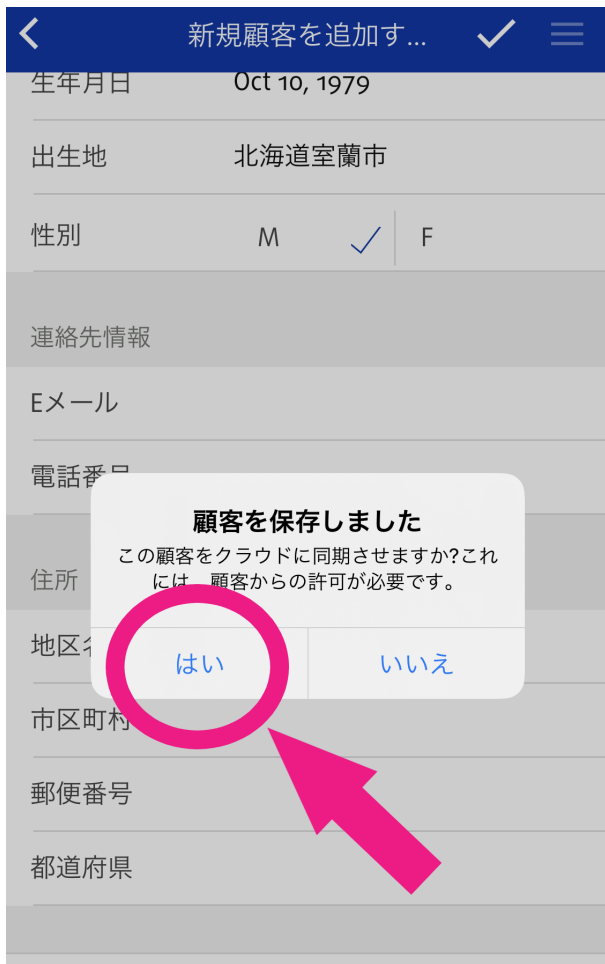 新規顧客を追加す...
生年月日 Oct 10, 1979
出生地 北海道室蘭市
性別 M F
連絡先情報
Eメール
電話番号
顧客を保存しました
この顧客をクラウドに同期させますか?これ
には、顧客からの許可が必要です。
住所
はい いいえ
地区名
市区町村
郵便番号
都道府県